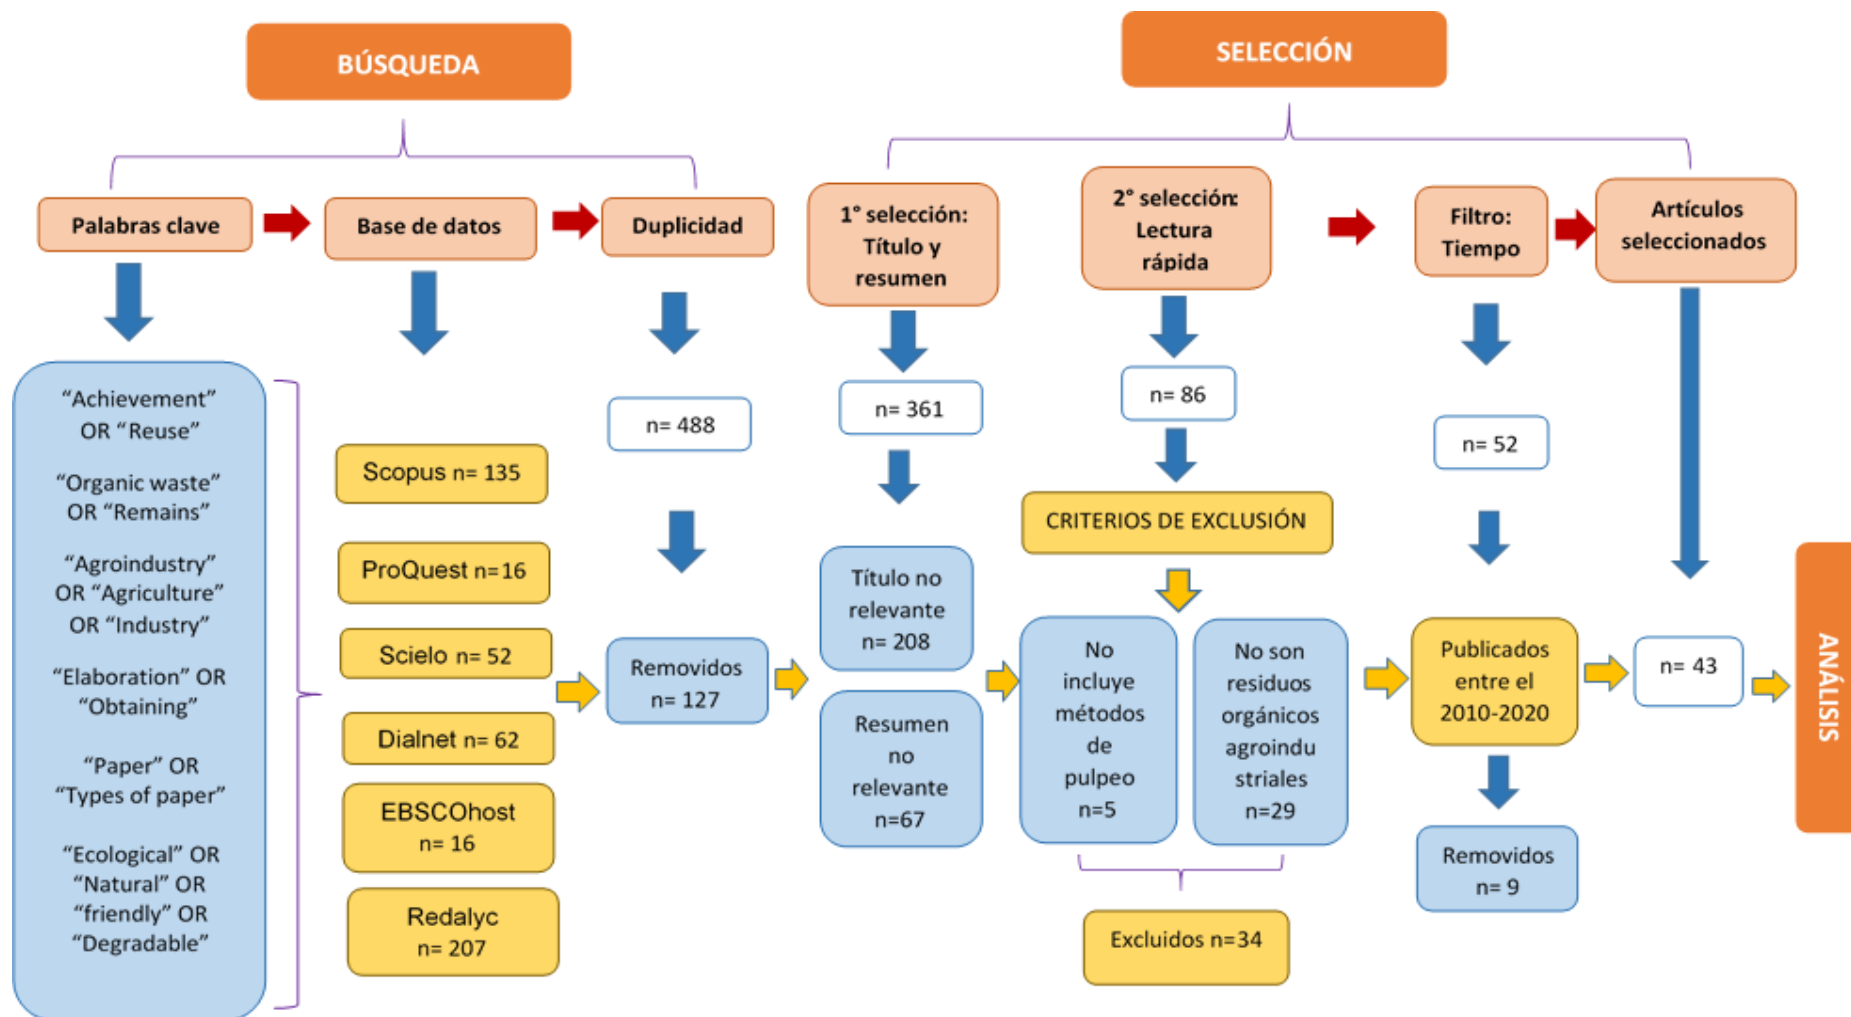 BÚSQUEDA
SELECCIÓN
Palabras clave
Base de datos
Duplicidad
1° selección:
Título y
resumen
2° selección:
Lectura
rápida
Filtro:
Tiempo
Artículos
seleccionados
“Achievement”
OR “Reuse”
“Organic waste”
OR “Remains”
“Agroindustry”
OR “Agriculture”
OR “Industry”
“Elaboration” OR
“Obtaining”
“Paper” OR
“Types of paper”
“Ecological” OR
“Natural” OR
“friendly” OR
“Degradable”
Scopus n= 135
ProQuest n=16
Scielo n= 52
Dialnet n= 62
EBSCOhost
n= 16
Redalyc
n= 207
n= 488
Removidos
n= 127
n= 361
Título no
relevante
n= 208
Resumen
no
relevante
n=67
n= 86
CRITERIOS DE EXCLUSIÓN
No
incluye
métodos
de
pulpeo
n=5
No son
residuos
orgánicos
agroindu
striales
n=29
Excluidos n=34
n= 52
Publicados
entre el
2010-2020
Removidos
n= 9
n= 43
ANÁLISIS